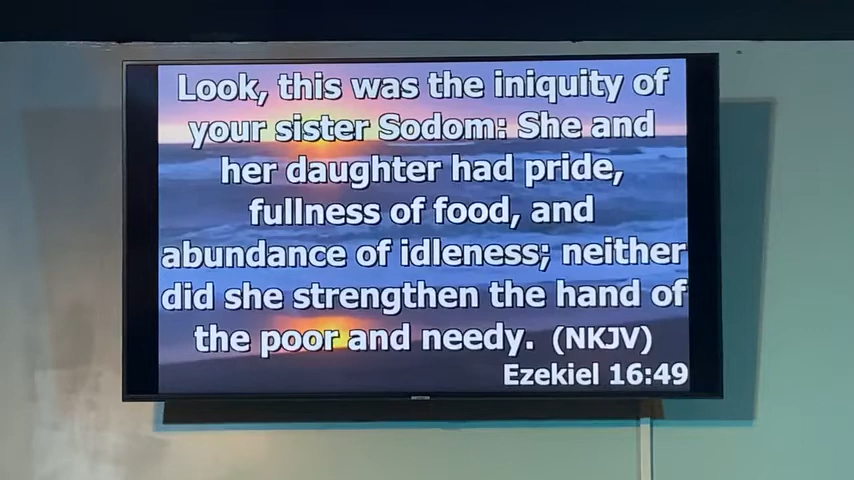 Look, this was the iniquity of
your sister Sodom: She and
her daughter had pride,
fullness of food, and
abundance of idleness; neither
did she strengthen the hand of
the poor and needy. (NKJV)
Ezekiel 16:49